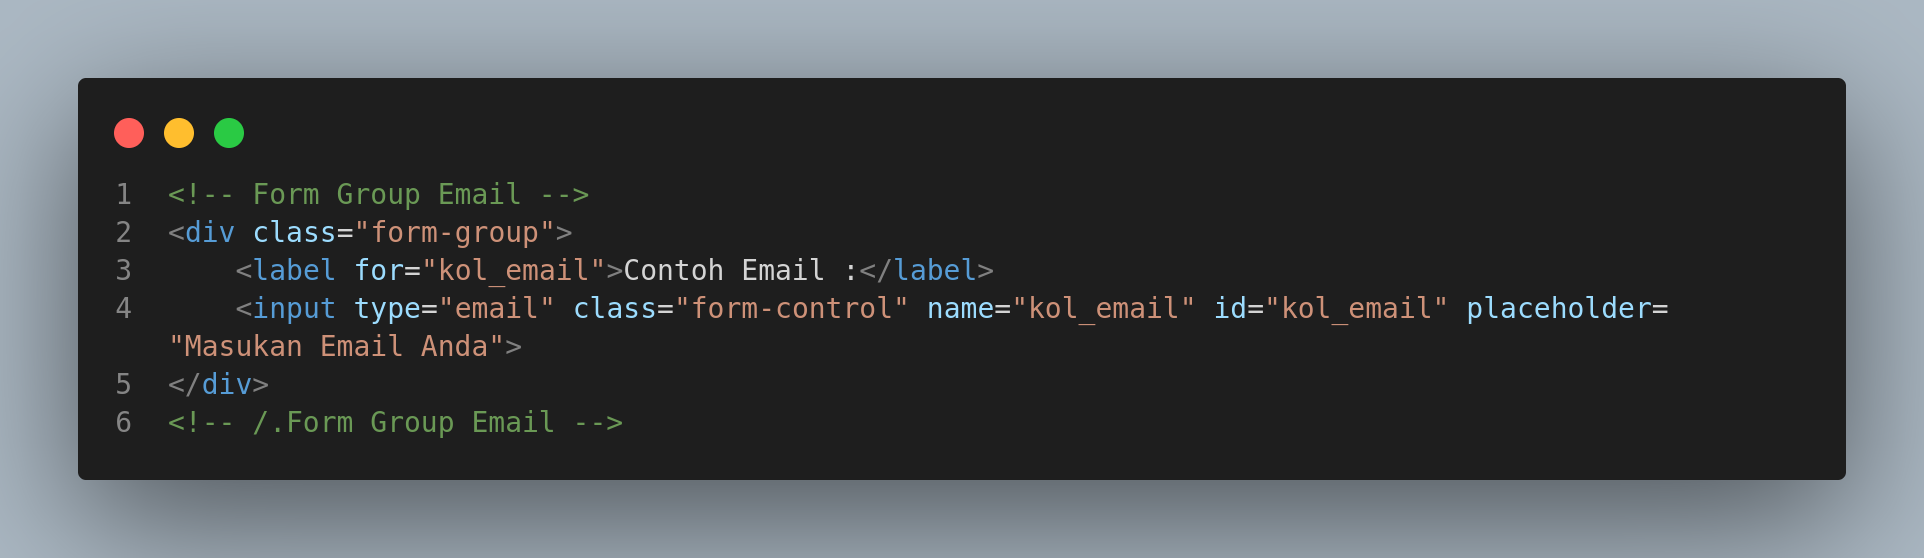 1 <!-- Form Group Email -->
2 <div class="form-group">
3     <label for="kol_email">Contoh Email :</label>
4     <input type="email" class="form-control" name="kol_email" id="kol_email" placeholder=
"Masukan Email Anda">
5 </div>
6 <!-- /.Form Group Email -->